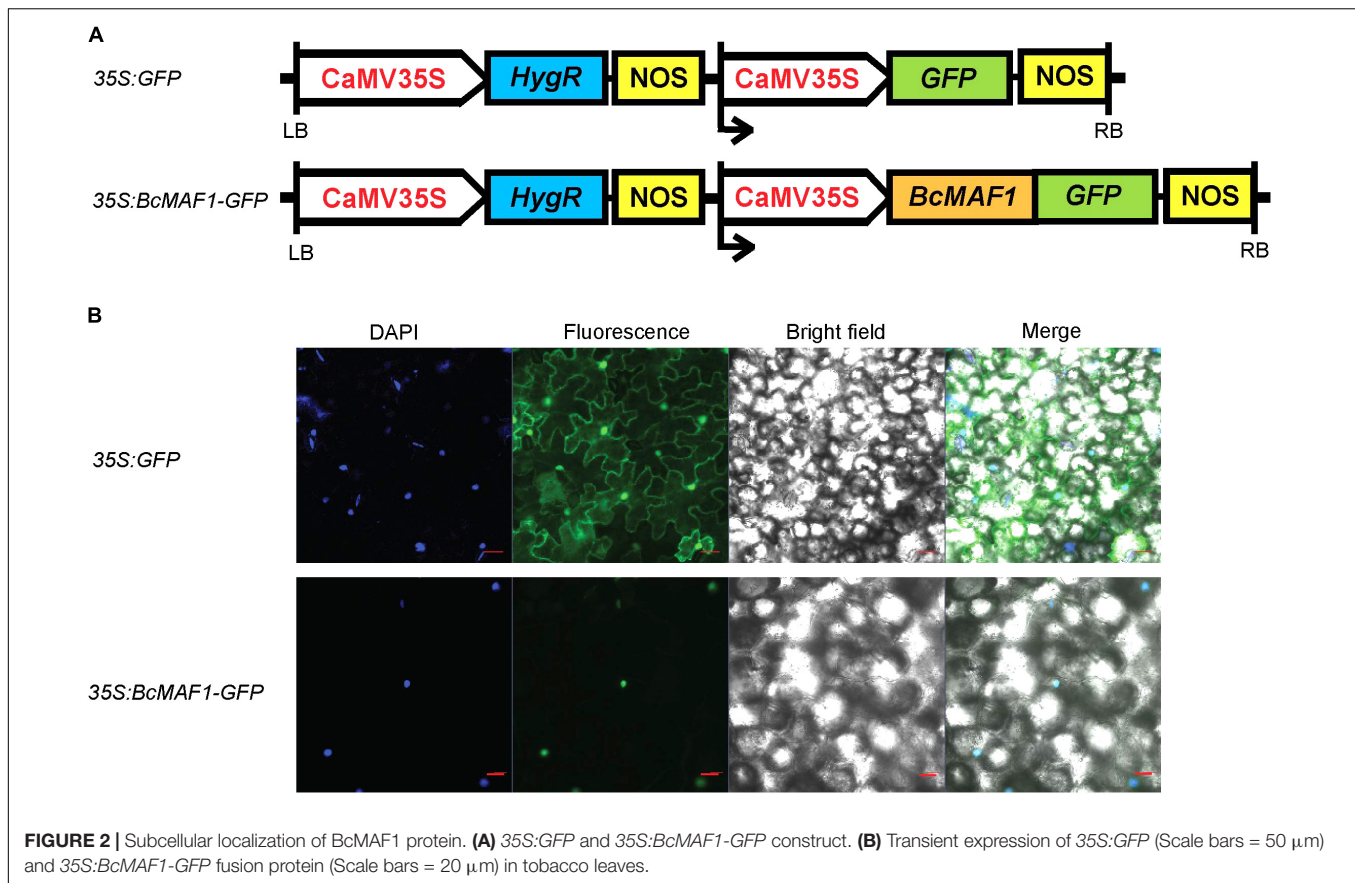 A
35S:GFP
CaMV35S HygR NOS CaMV35S GFP NOS
LB RB
35S:BcMAF1-GFP
CaMV35S HygR NOS CaMV35S BcMAF1 GFP NOS
LB RB
B
DAPI Fluorescence Bright field Merge
35S:GFP
35S:BcMAF1-GFP
FIGURE 2 | Subcellular localization of BcMAF1 protein. (A) 35S:GFP and 35S:BcMAF1-GFP construct. (B) Transient expression of 35S:GFP (Scale bars = 50 μm)
and 35S:BcMAF1-GFP fusion protein (Scale bars = 20 μm) in tobacco leaves.